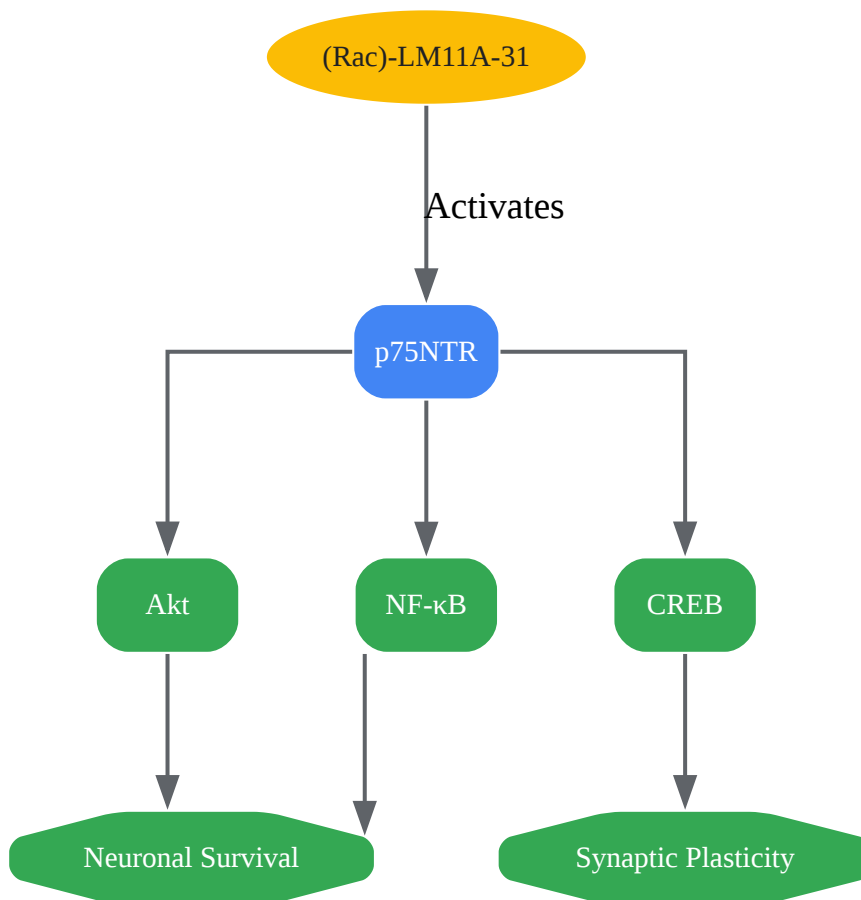 (Rac)-LM11A-31
Activates
p75NTR
Akt
NF-κB
CREB
Neuronal Survival
Synaptic Plasticity